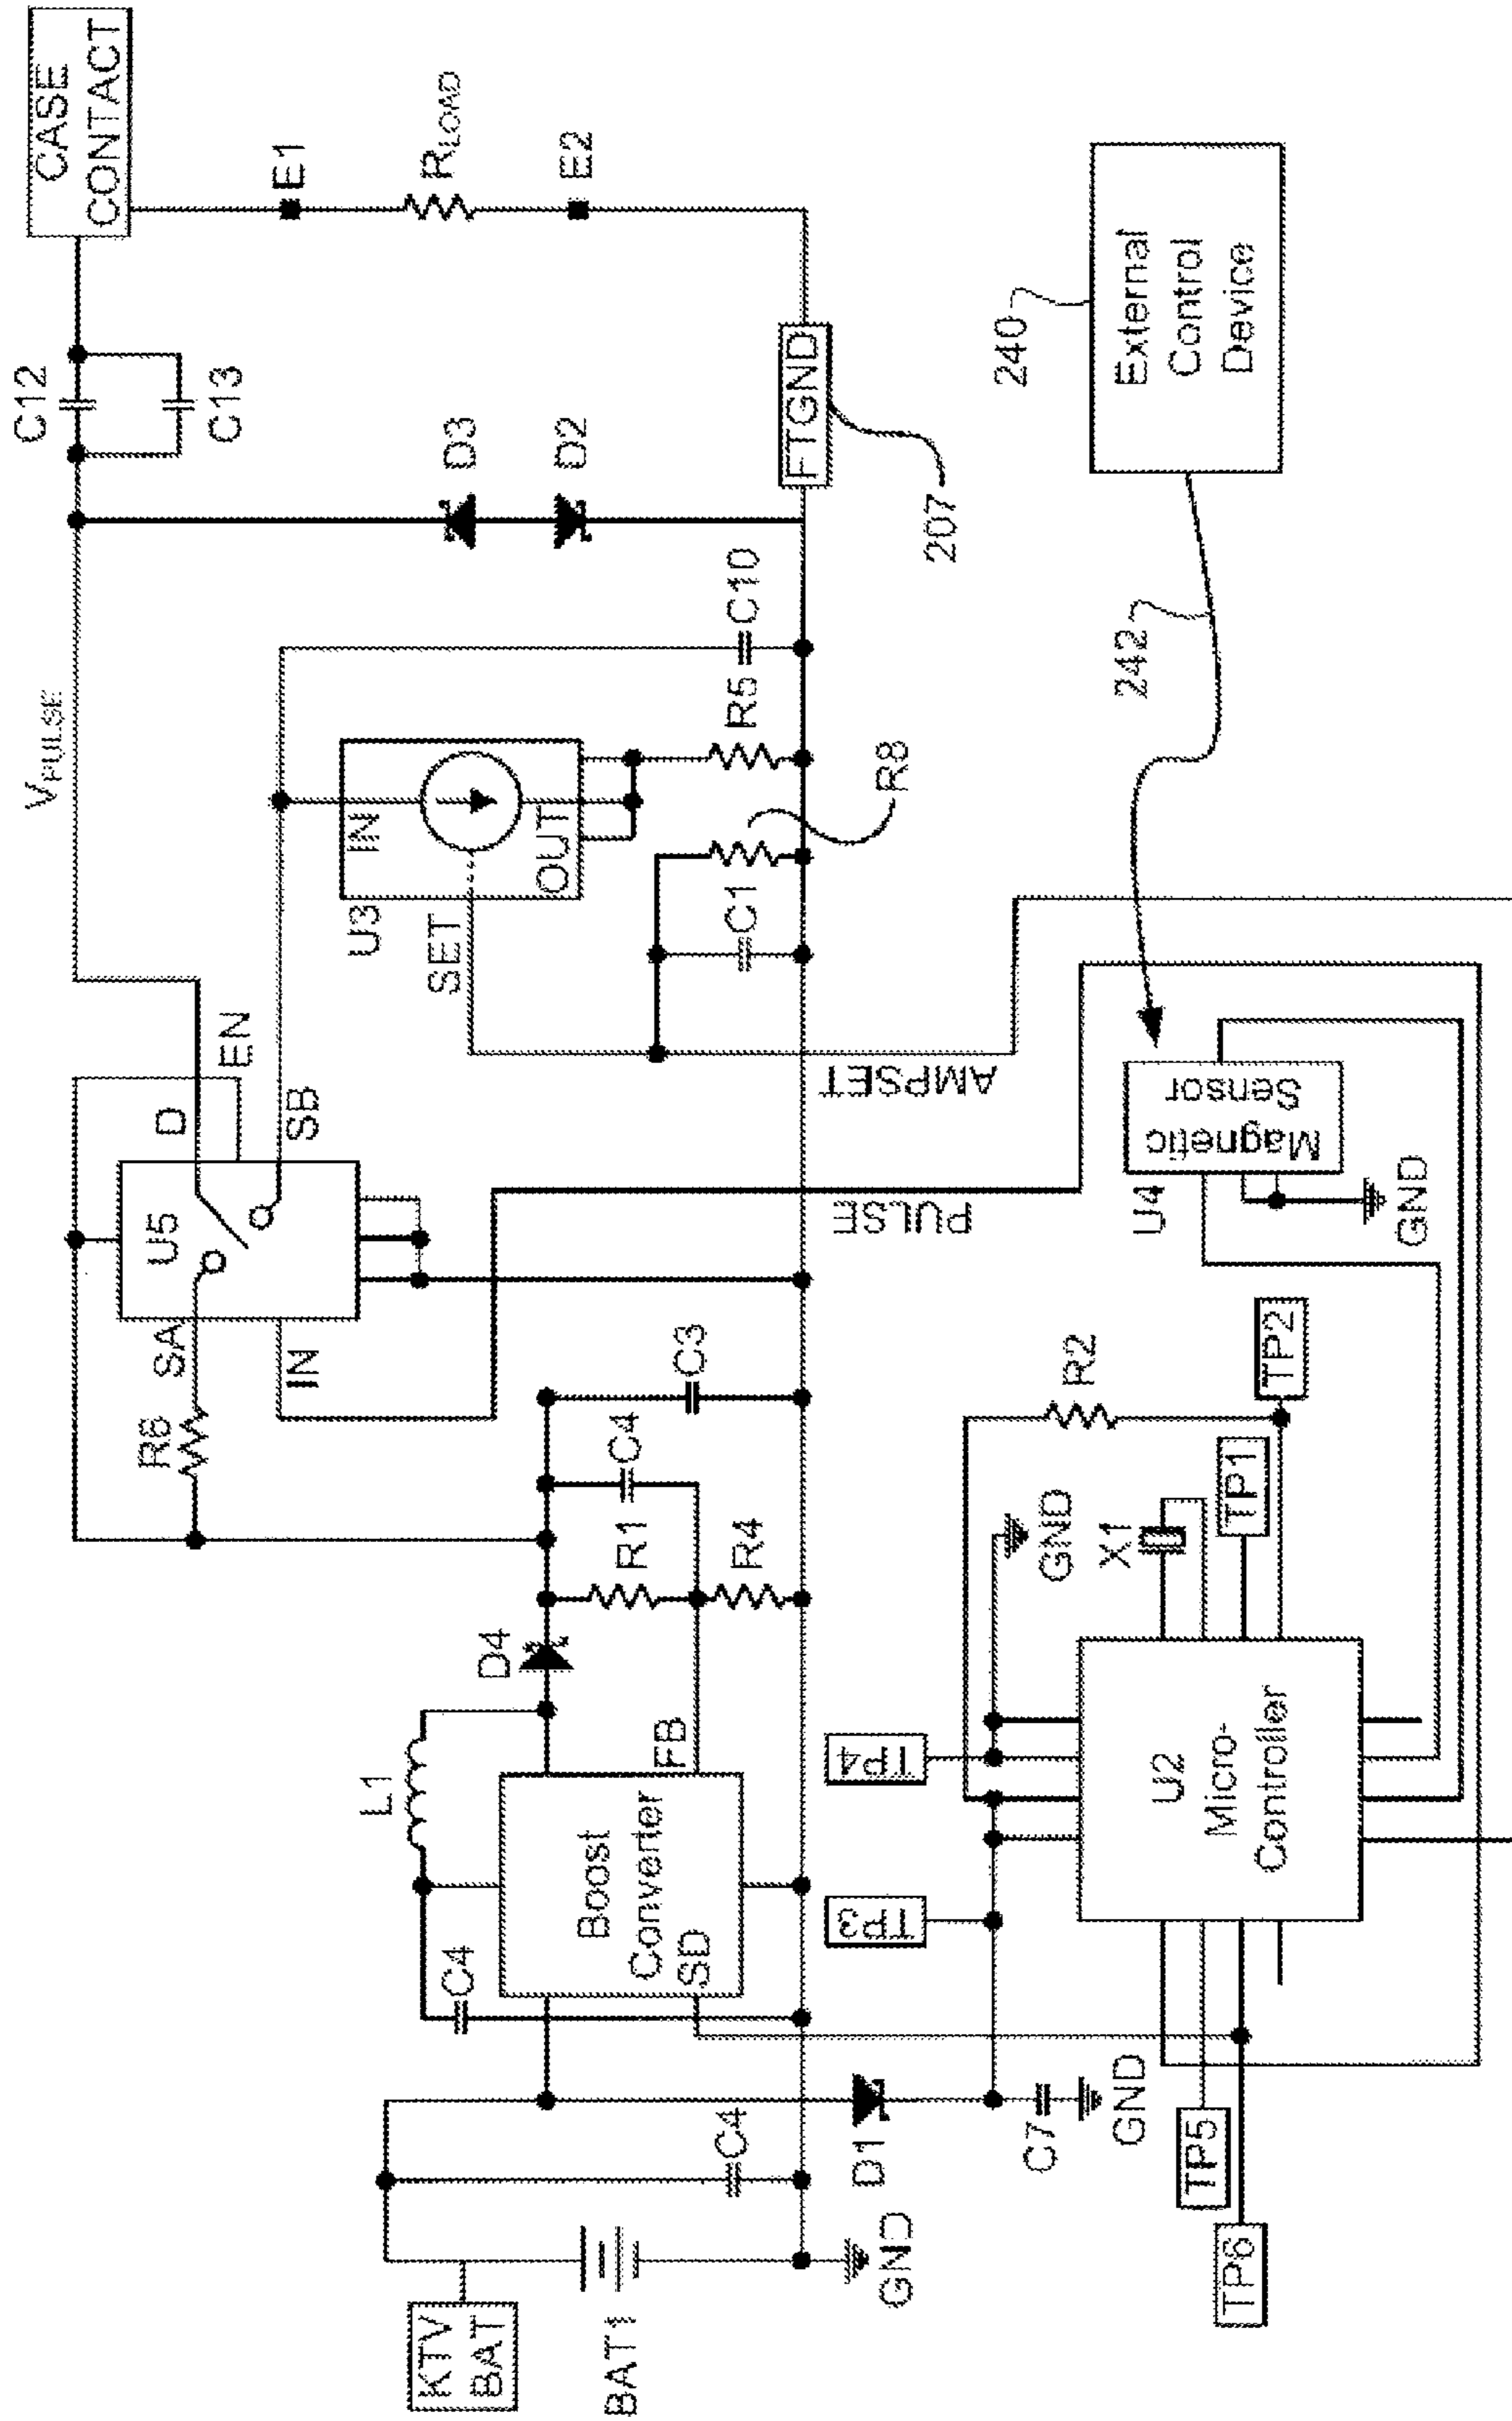 KTV
BAT
BAT1
GND
C4
D1
C7
GND
TP5
TP6
C4
L1
Boost
Converter
SD
FB
D4
R1
R4
C4
C3
R6
SA
IN
U5
D
EN
SB
VPULSE
C12
C13
CASE
CONTACT
E1
RLOAD
E2
D3
D2
FTGND
207
C10
R5
R8
C1
U3
IN
OUT
SET
AMPSET
PULSE
TP3
TP4
U2
Micro-
Controller
GND
X1
TP1
TP2
R2
U4
Magnetic
Sensor
GND
242
240
External
Control
Device